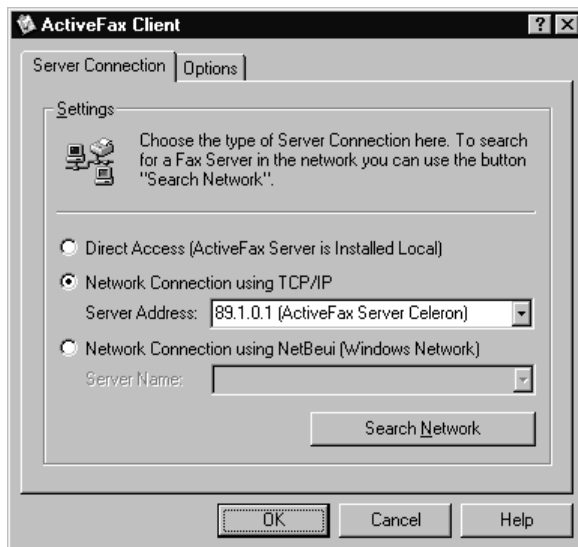 ActiveFax Client
Server Connection
Options
Settings
Choose the type of Server Connection here. To search
for a Fax Server in the network you can use the button
"Search Network".
Direct Access (ActiveFax Server is Installed Local)
Network Connection using TCP/IP
Server Address: 89.1.0.1 (ActiveFax Server Celeron)
Network Connection using NetBeui (Windows Network)
Server Name:
Search Network
OK Cancel Help